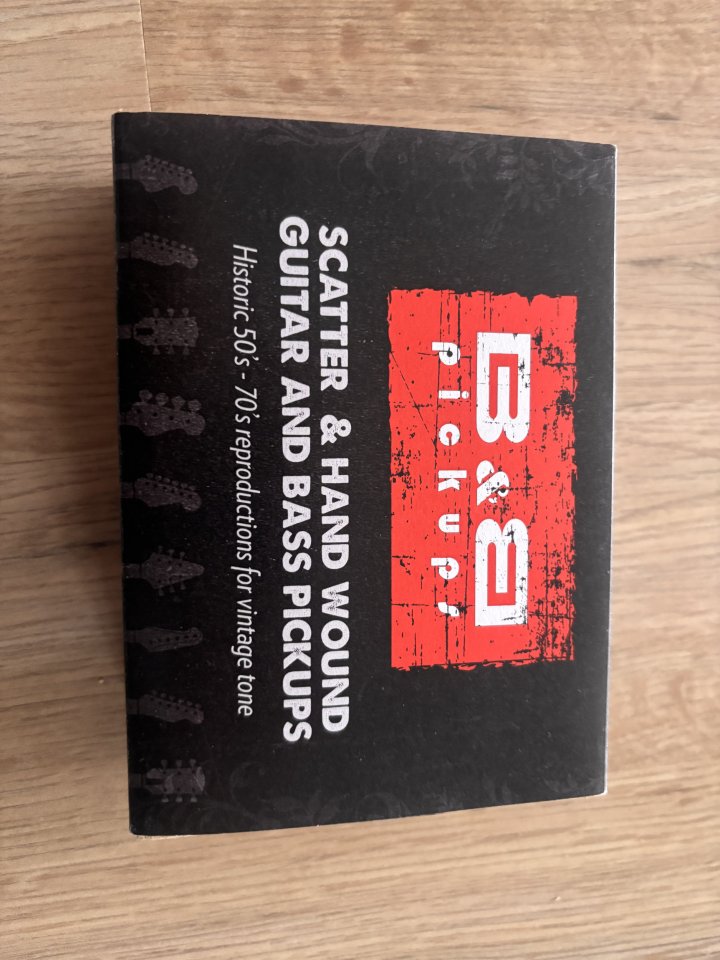 B&B
pickups
SCATTER & HAND WOUND
GUITAR AND BASS PICKUPS
Historic 50's - 70's reproductions for vintage tone